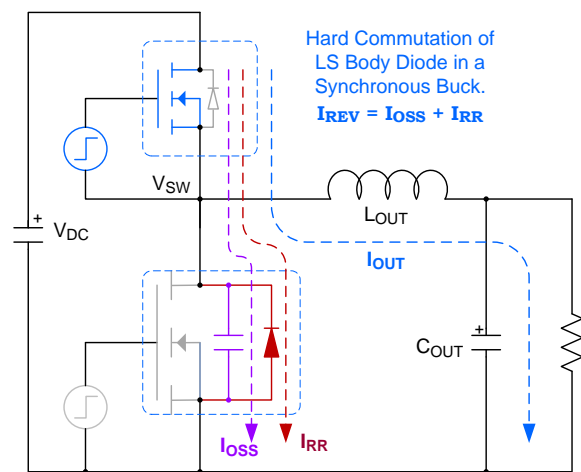 Hard Commutation of
LS Body Diode in a
Synchronous Buck.
IREV = IOSS + IRR
VSW
LOUT
+
VDC
IOUT
+
COUT
IOSS
IRR